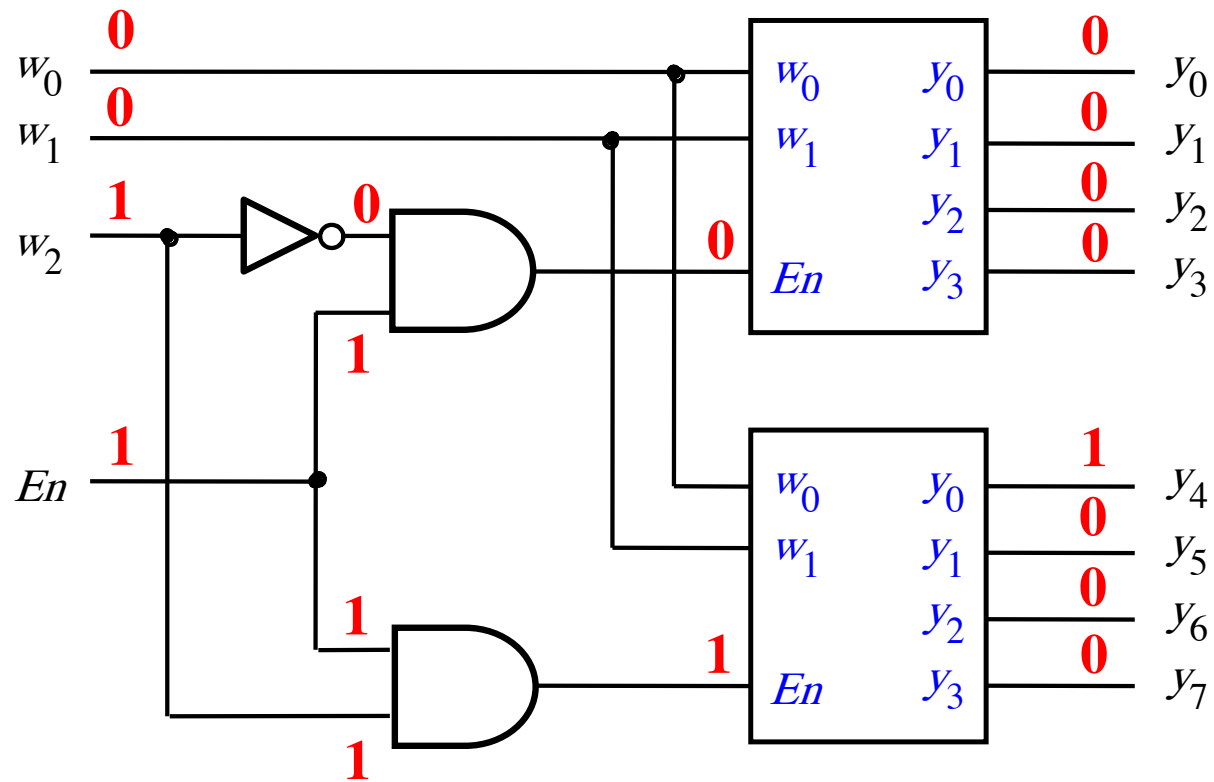 0 0
w0 w0 y0 y0
0 0
w1 w1 y1 y1
1 0 0
w2 y2 y2
0 0
En y3 y3
1
1 1
En w0 y0 y4
0
w1 y1 y5
1 0
y2 y6
1 0
En y3 y7
1